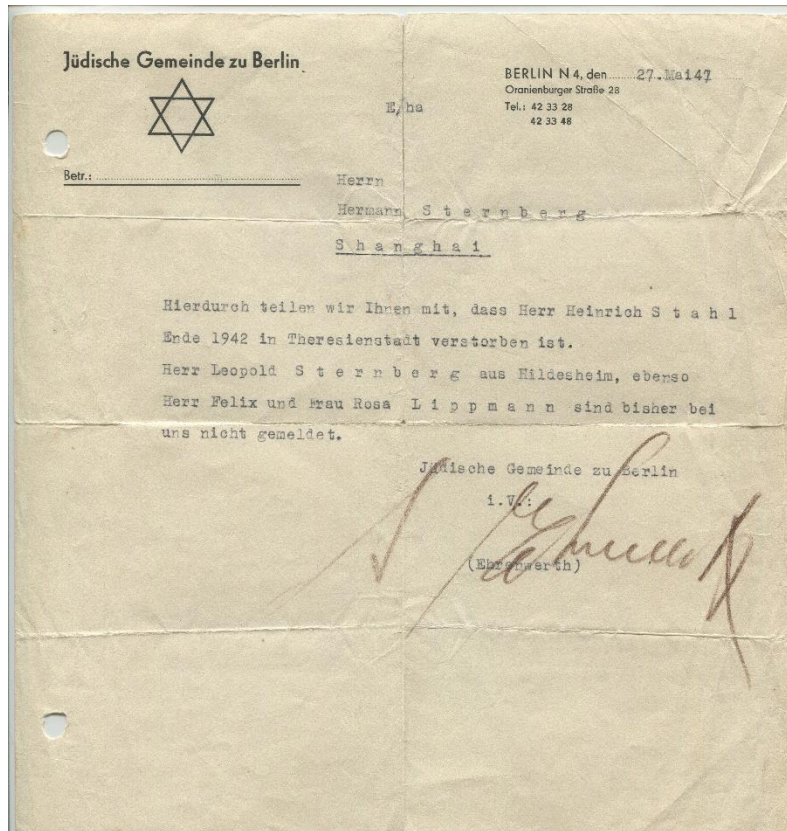 Jüdische Gemeinde zu Berlin
BERLIN N 4, den 27.Mai 47
Oranienburger Straße 28
Tel.: 42 33 28
42 33 48
E/ha
Betr.:
Herrn
Hermann S t e r n b e r g
S h a n g h a i
Hierdurch teilen wir Ihnen mit, dass Herr Heinrich S t a h l
Ende 1942 in Theresienstadt verstorben ist.
Herr Leopold S t e r n b e r g aus Hildesheim, ebenso
Herr Felix und Frau Rosa L i p p m a n n sind bisher bei
uns nicht gemeldet.
Jüdische Gemeinde zu Berlin
i.V.:
(Ehrenwerth)